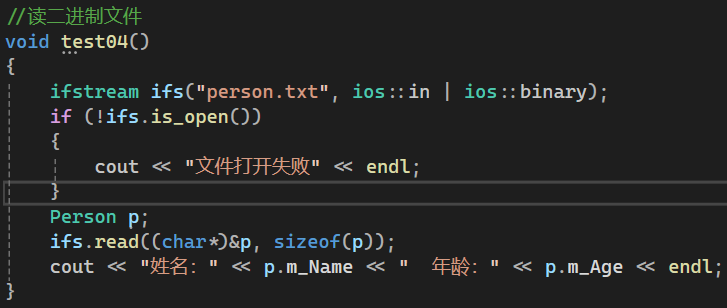 //读二进制文件
void test04()
{
    ifstream ifs("person.txt", ios::in | ios::binary);
    if (!ifs.is_open())
    {
        cout << "文件打开失败" << endl;
    }
    Person p;
    ifs.read((char*)&p, sizeof(p));
    cout << "姓名：" << p.m_Name << "  年龄：" << p.m_Age << endl;
}